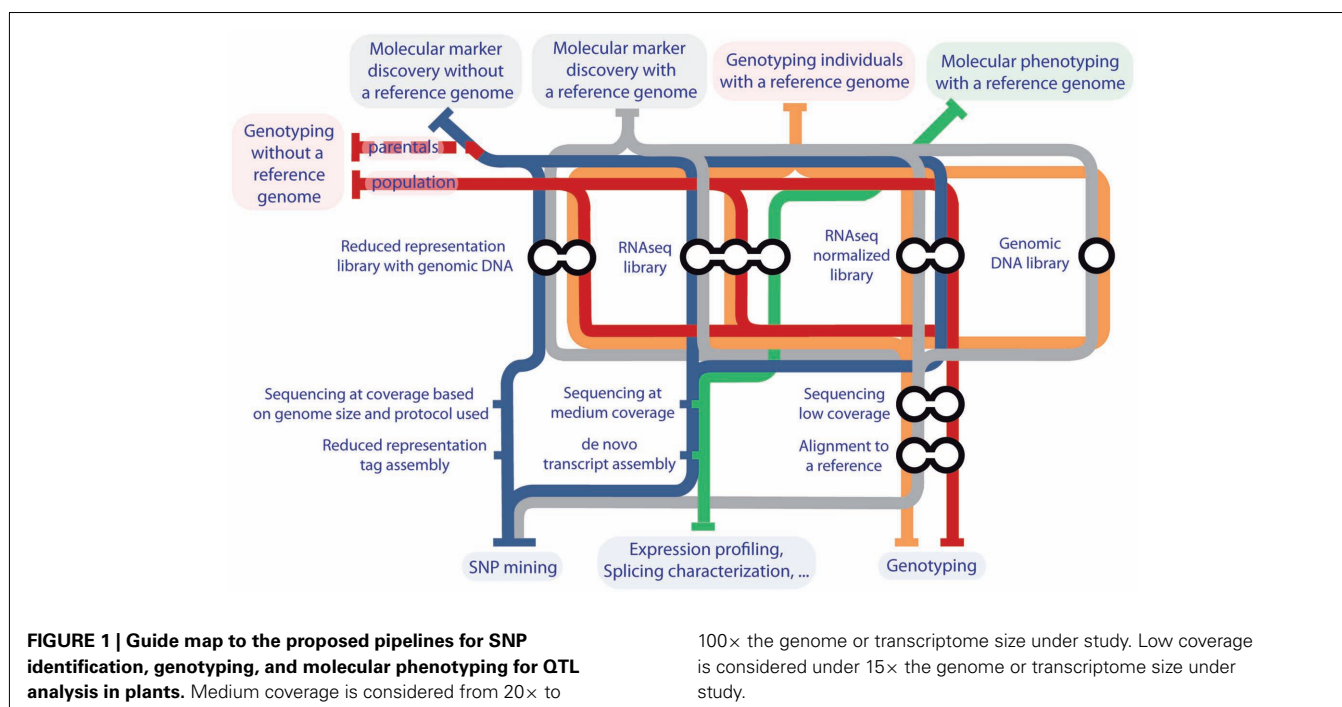 Molecular marker
discovery without
a reference genome
Molecular marker
discovery with
a reference genome
Genotyping individuals
with a reference genome
Molecular phenotyping
with a reference genome
Genotyping
without a
reference
genome
parentals
population
Reduced representation
library with genomic DNA
RNAseq
library
RNAseq
normalized
library
Genomic
DNA library
Sequencing at coverage based
on genome size and protocol used
Sequencing at
medium coverage
Sequencing
low coverage
Reduced representation
tag assembly
de novo
transcript assembly
Alignment to
a reference
SNP mining
Expression profiling,
Splicing characterization, ...
Genotyping
FIGURE 1 | Guide map to the proposed pipelines for SNP
identification, genotyping, and molecular phenotyping for QTL
analysis in plants. Medium coverage is considered from 20× to
100× the genome or transcriptome size under study. Low coverage
is considered under 15× the genome or transcriptome size under
study.